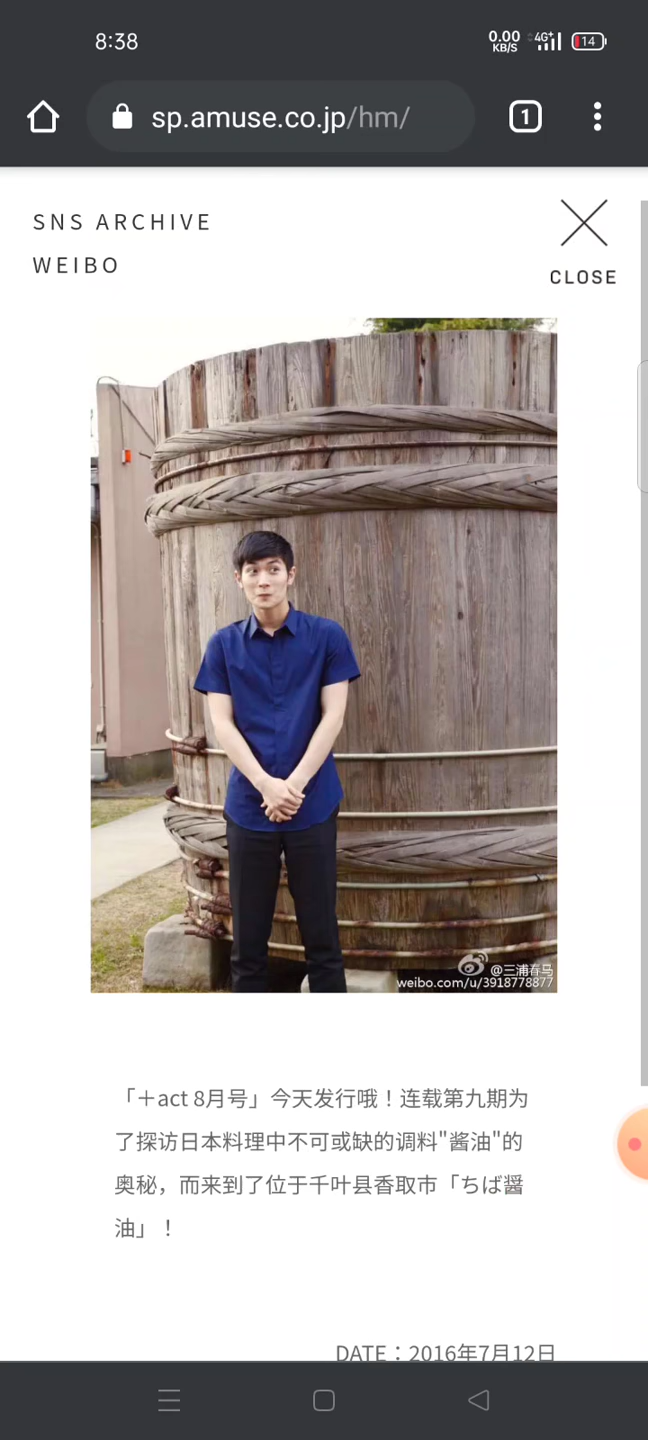 8:38
0.00
KB/S
4G+
14
sp.amuse.co.jp/hm/
1
SNS ARCHIVE
WEIBO
CLOSE
@三浦春马
weibo.com/u/3918778877
「＋act 8月号」今天发行哦！连载第九期为
了探访日本料理中不可或缺的调料"酱油"的
奥秘，而来到了位于千叶县香取市「ちば醤
油」！
DATE：2016年7月12日